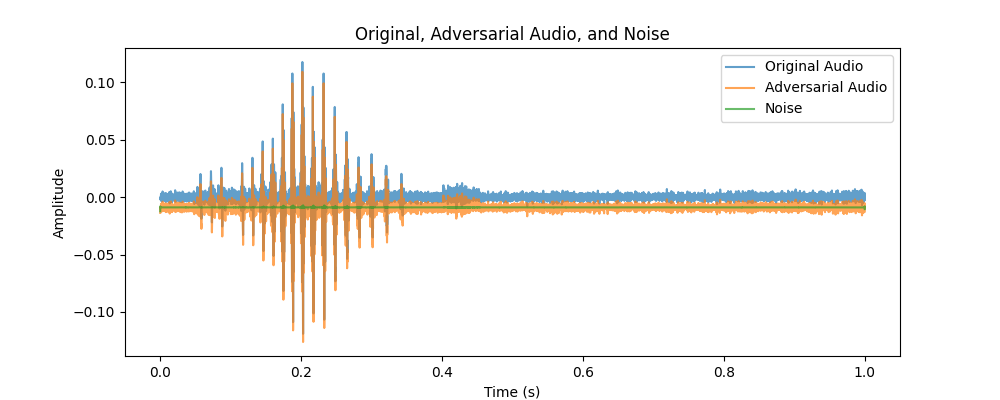 Original, Adversarial Audio, and Noise
Original Audio
Adversarial Audio
Noise
Amplitude
0.10
0.05
0.00
−0.05
−0.10
0.0
0.2
0.4
0.6
0.8
1.0
Time (s)